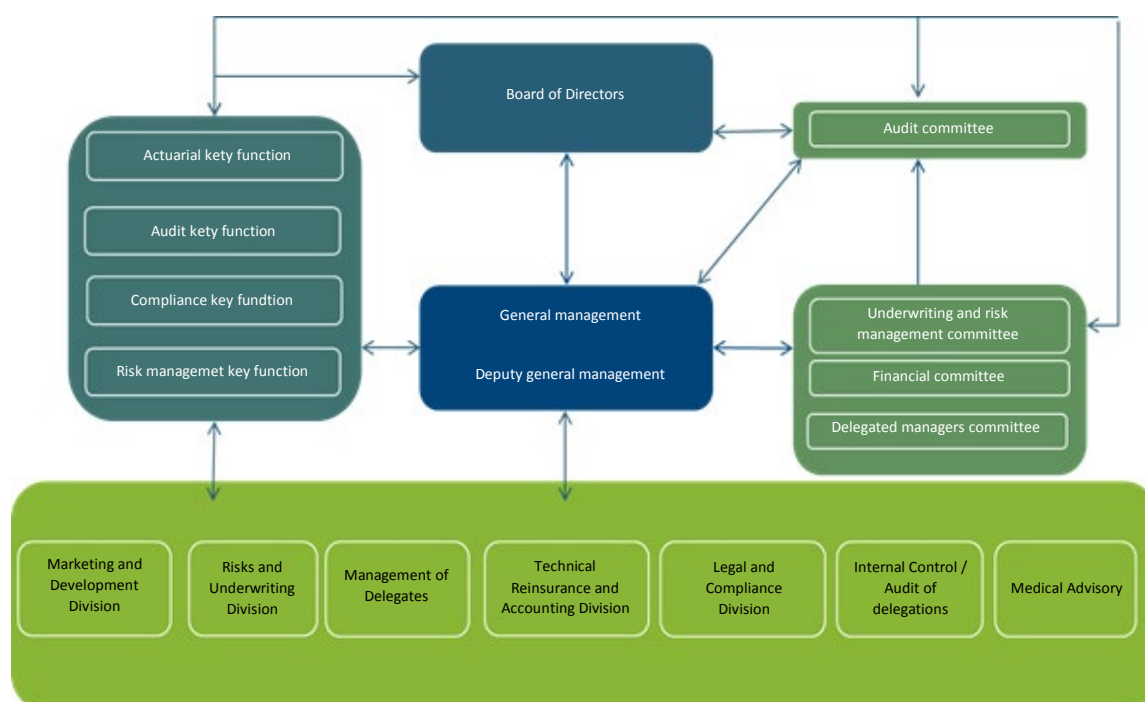 Board of Directors
Audit committee
Actuarial kety function
Audit kety function
Compliance key fundtion
Risk managemet key function
General management
Deputy general management
Underwriting and risk
management committee
Financial committee
Delegated managers committee
Marketing and
Development
Division
Risks and
Underwriting
Division
Management of
Delegates
Technical
Reinsurance and
Accounting Division
Legal and
Compliance
Division
Internal Control /
Audit of
delegations
Medical Advisory